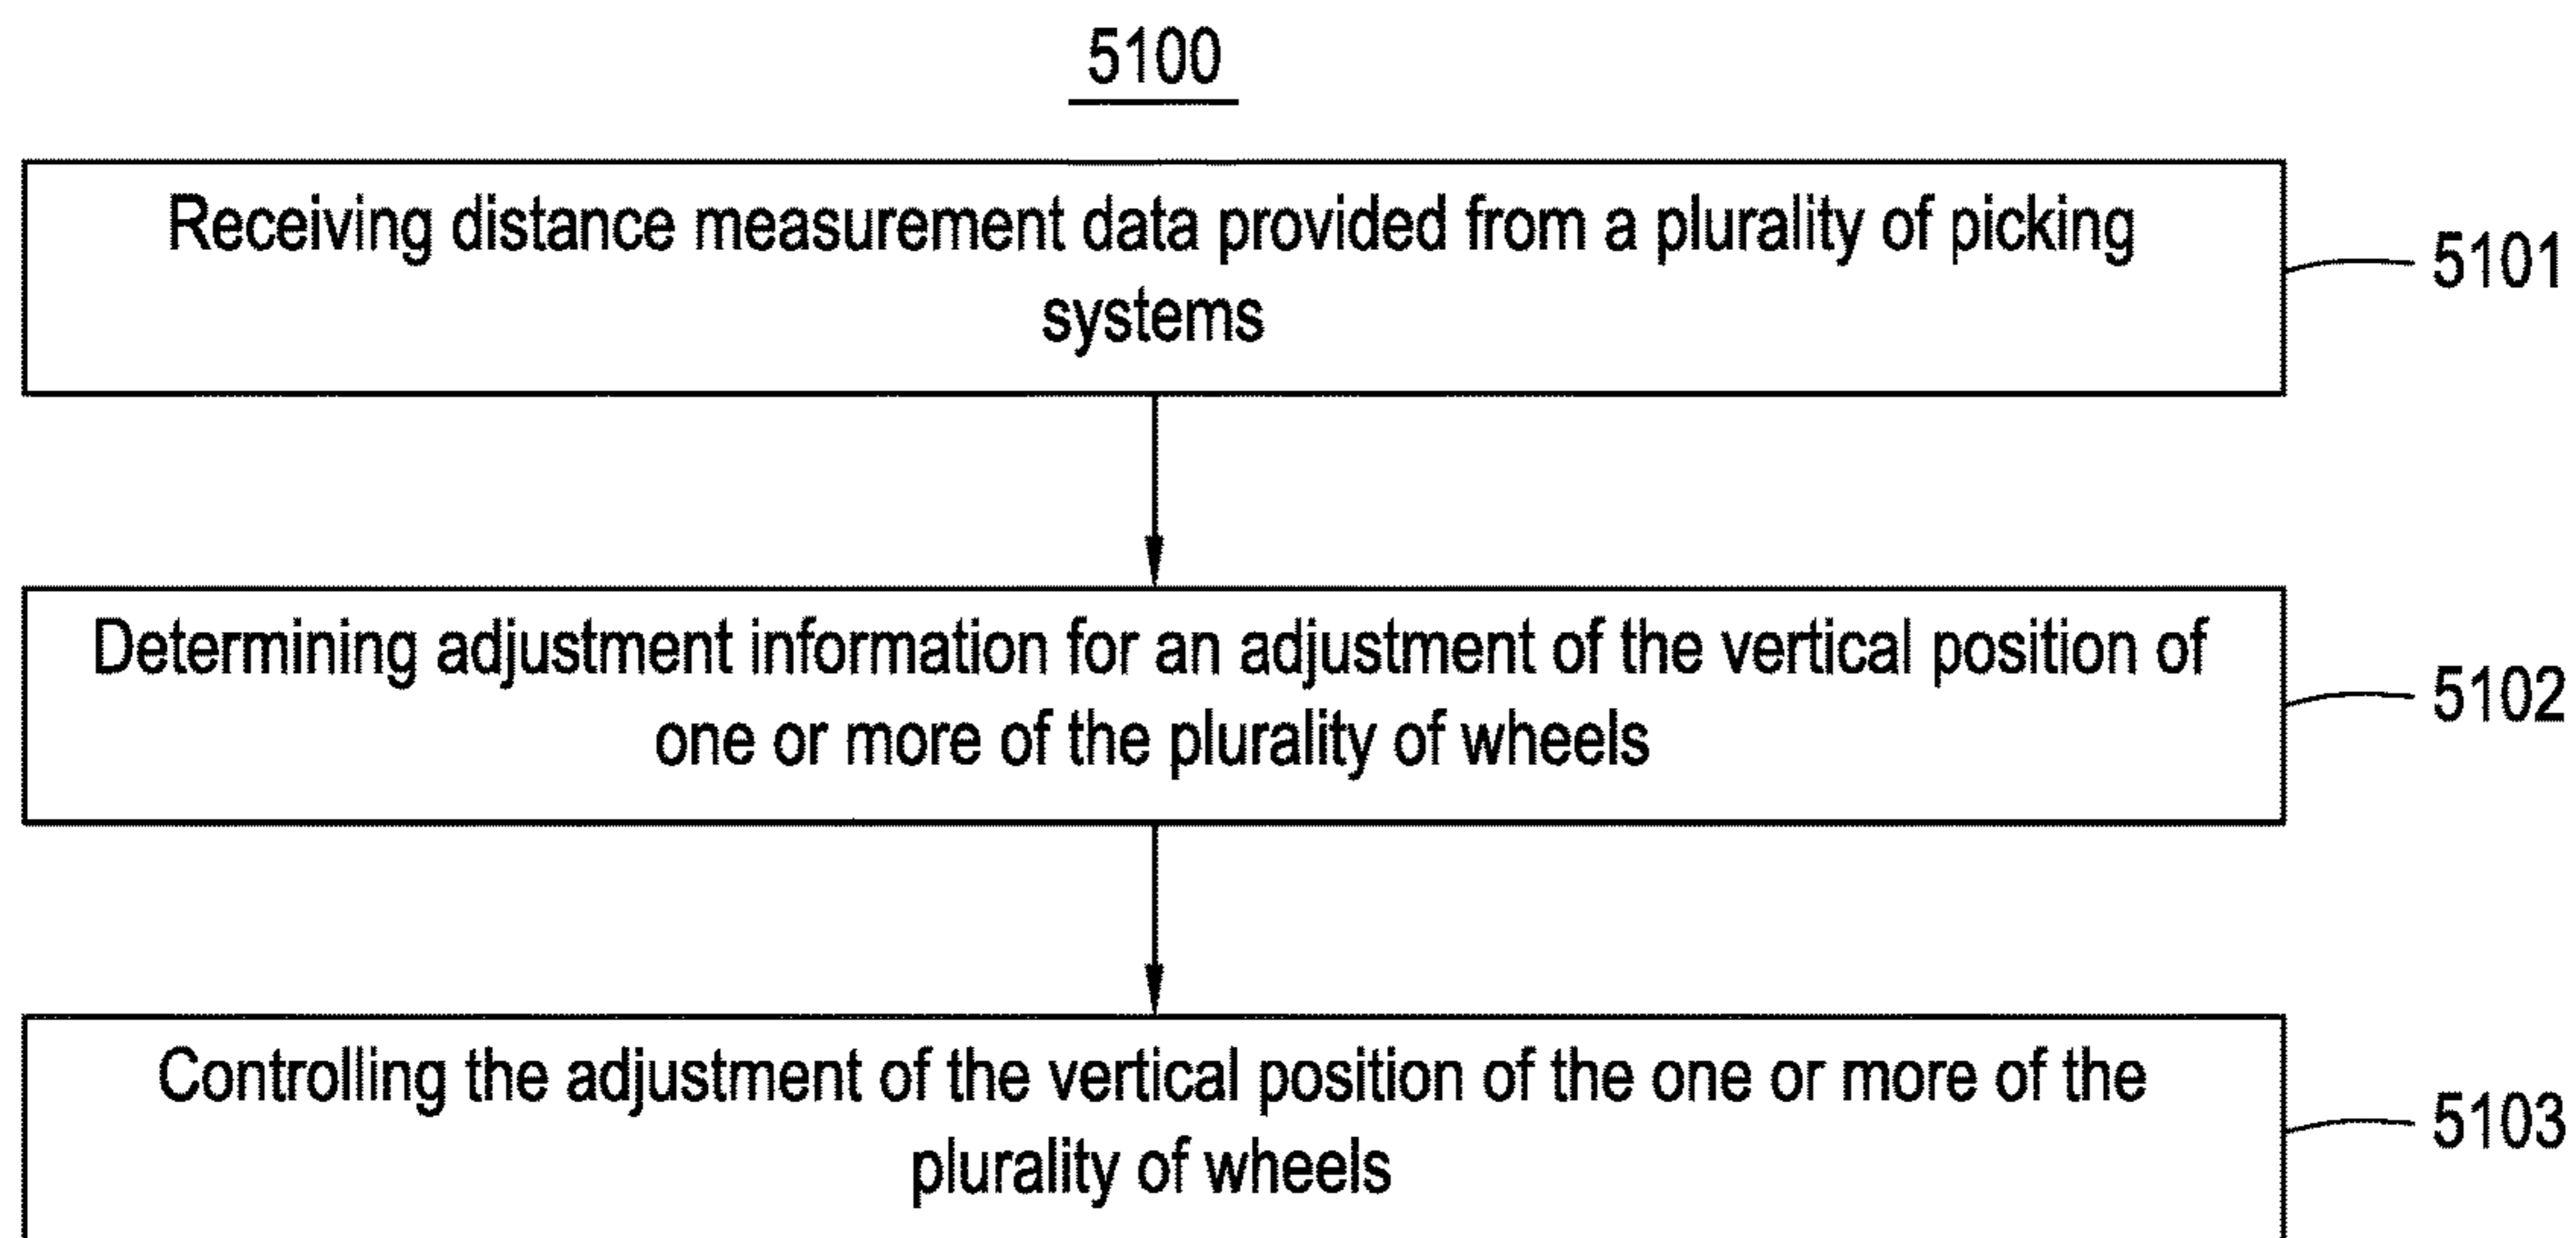 5100
Receiving distance measurement data provided from a plurality of picking
systems
5101
Determining adjustment information for an adjustment of the vertical position of
one or more of the plurality of wheels
5102
Controlling the adjustment of the vertical position of the one or more of the
plurality of wheels
5103